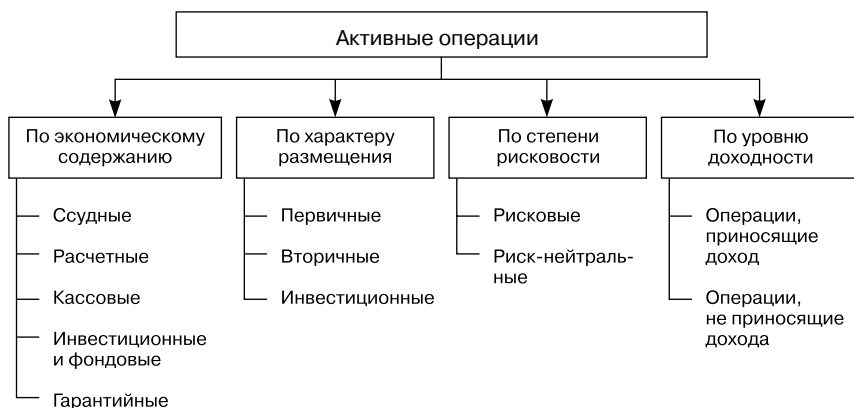 Активные операции
По экономическому
содержанию
Ссудные
Расчетные
Кассовые
Инвестиционные
и фондовые
Гарантийные
По характеру
размещения
Первичные
Вторичные
Инвестиционные
По степени
рисковости
Рисковые
Риск-нейтраль-
ные
По уровню
доходности
Операции,
приносящие
доход
Операции,
не приносящие
дохода